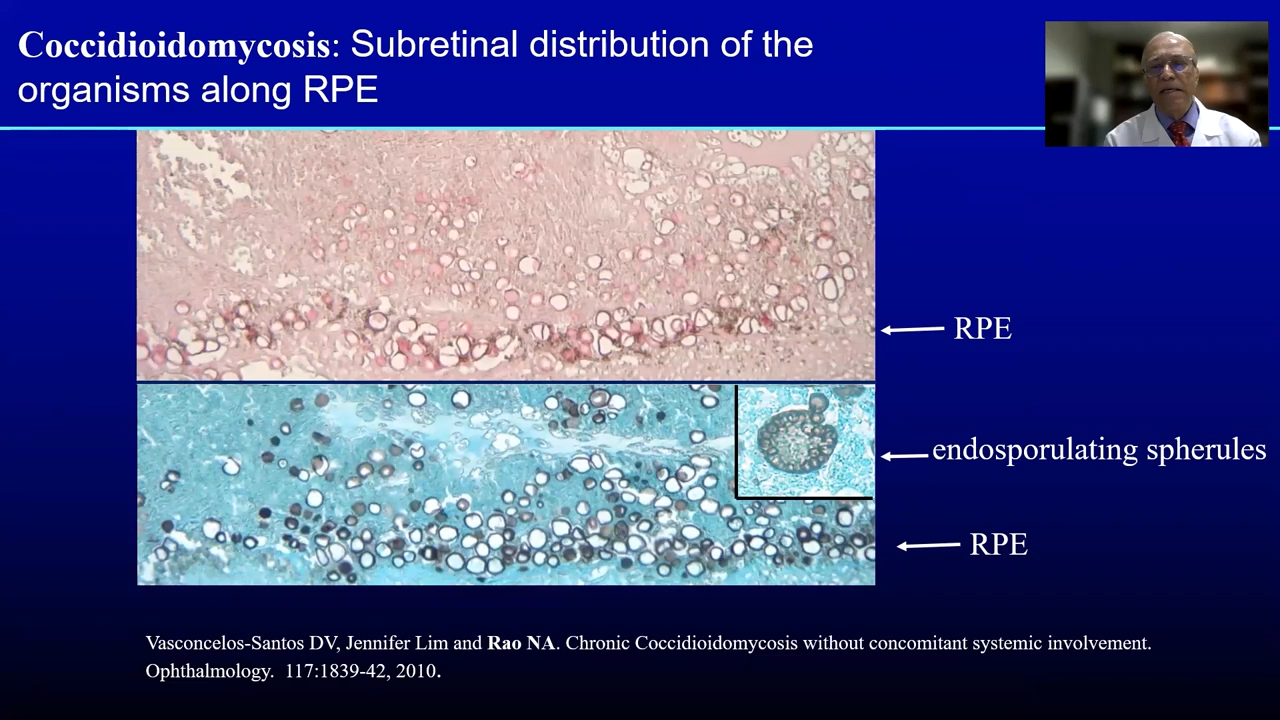 Coccidioidomycosis: Subretinal distribution of the
organisms along RPE
RPE
endosporulating spherules
RPE
Vasconcelos-Santos DV, Jennifer Lim and Rao NA. Chronic Coccidioidomycosis without concomitant systemic involvement.
Ophthalmology. 117:1839-42, 2010.